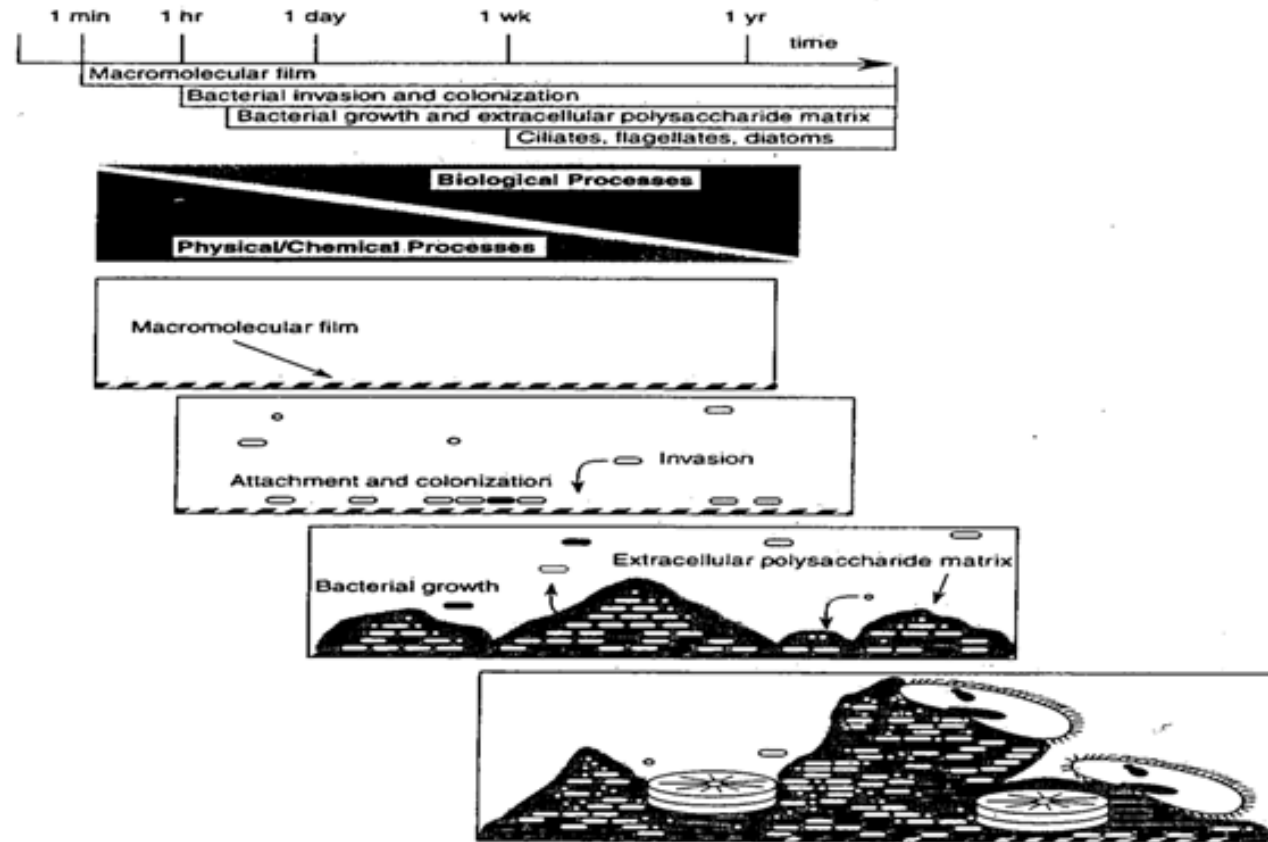 1 min 1 hr 1 day 1 wk 1 yr
time
Macromolecular film
Bacterial invasion and colonization
Bacterial growth and extracellular polysaccharide matrix
Ciliates, flagellates, diatoms
Biological Processes
Physical/Chemical Processes
Macromolecular film
Invasion
Attachment and colonization
Extracellular polysaccharide matrix
Bacterial growth